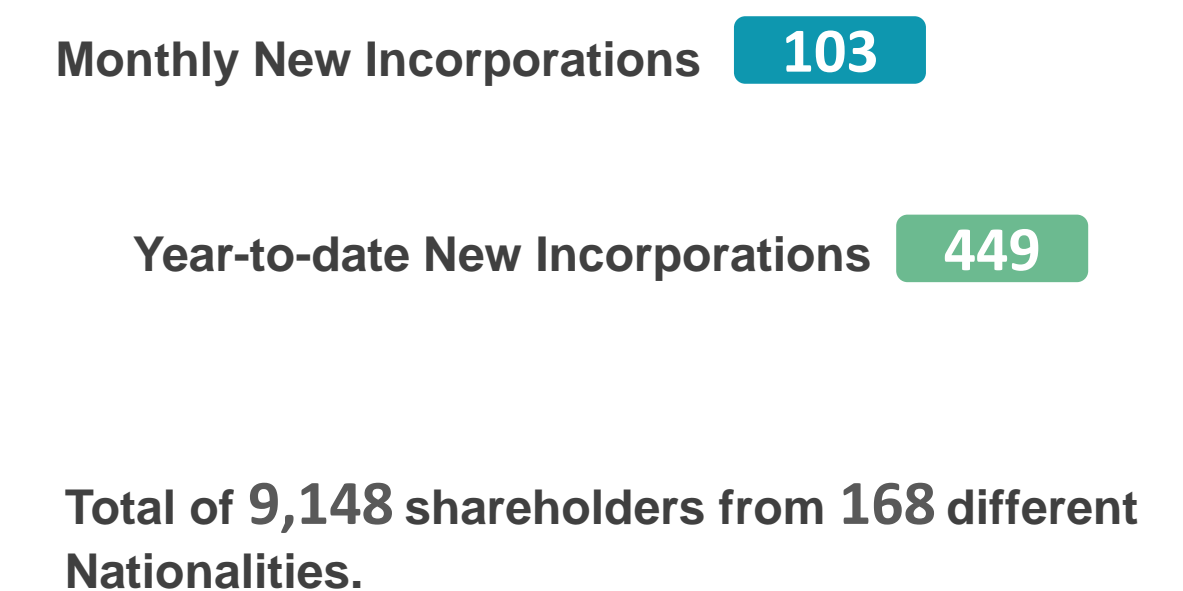 Monthly New Incorporations 103
Year-to-date New Incorporations 449
Total of 9,148 shareholders from 168 different
Nationalities.